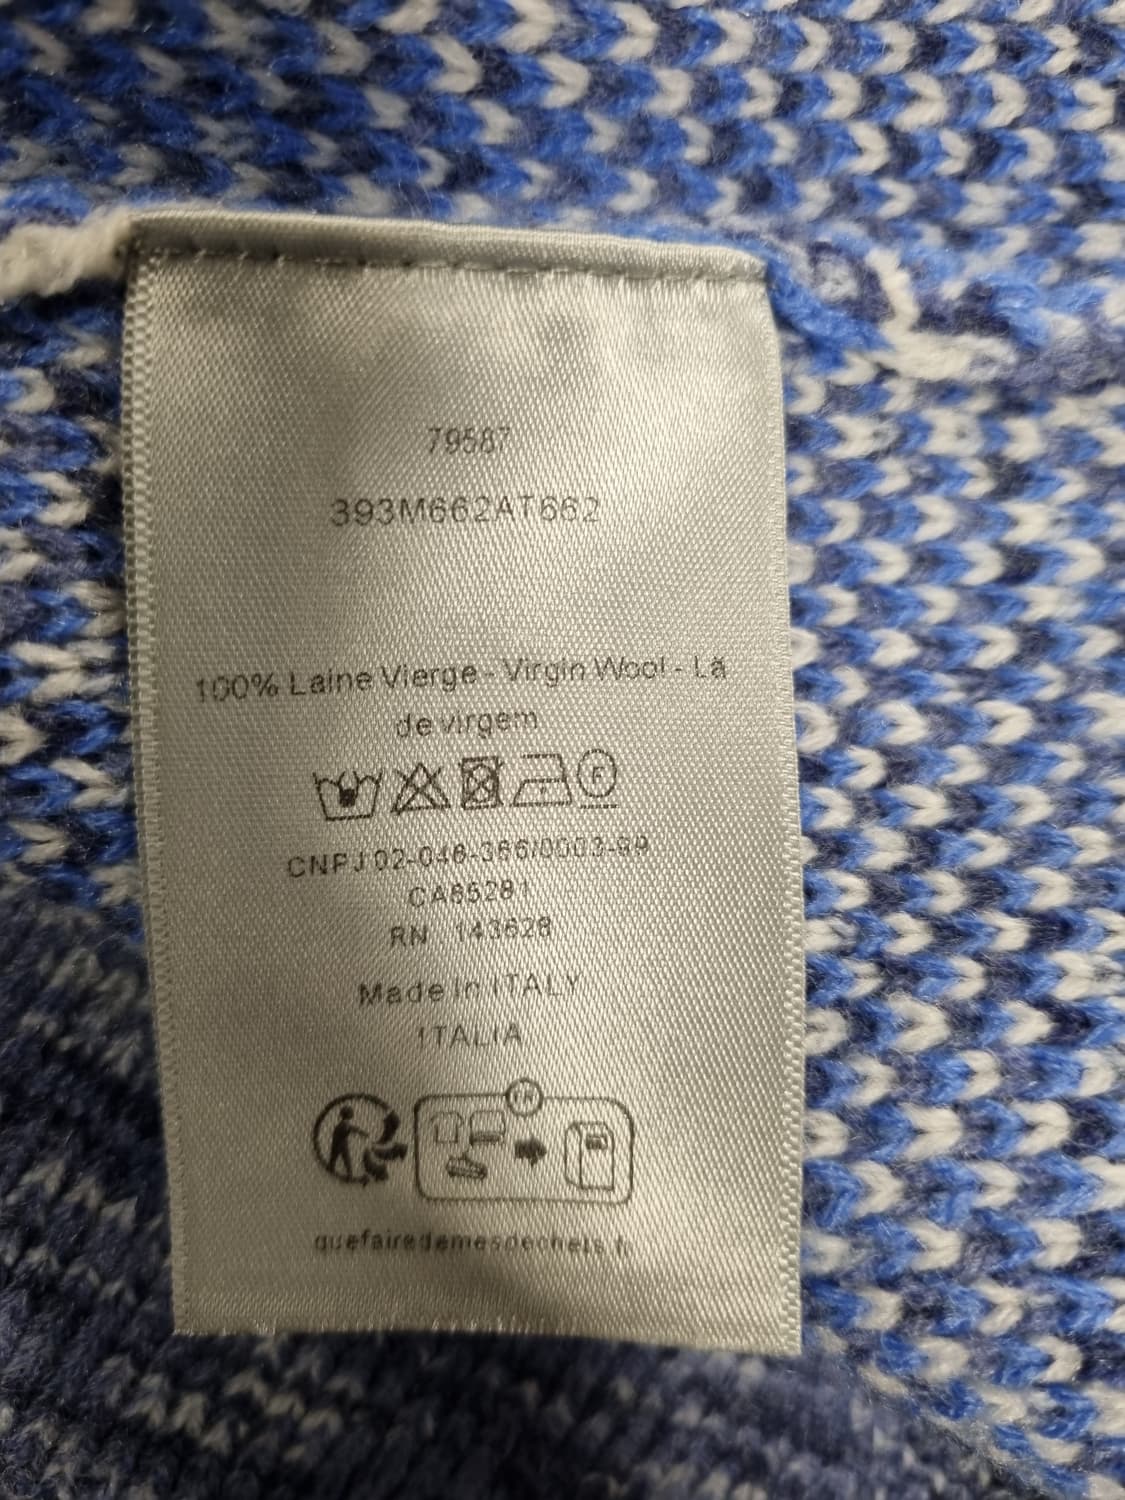 79587
393M662AT662
100% Laine Vierge - Virgin Wool - Lã
de virgem
F
CNPJ 02-046-366/0003-99
CA65281
RN 143628
Made in ITALY
ITALIA
FR
quefairedemesdechets.fr